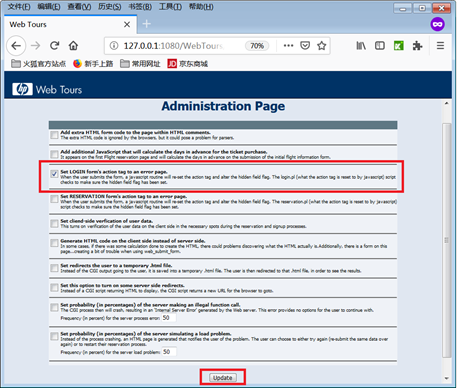 文件(F) 编辑(E) 查看(V) 历史(S) 书签(B) 工具(T) 帮助(H)
Web Tours
127.0.0.1:1080/WebTours
70%
火狐官方站点 新手上路 常用网址 JD 京东商城
hp Web Tours
Administration Page
Add extra HTML form code to the page within HTML comments.
The extra HTML code is ignored by the browsers, but it could pose a problem for parsers.
Add additional JavaScript that will calculate the days in advance for the ticket purchase.
It appears on the first Flight reservation page and will calculate the days in advance on the submission of the initial flight information form.
Set LOGIN form's action tag to an error page.
When the user submits the form, a javascript routine will re-set the action tag and alter the hidden field flag. The login.pl (what the action tag is reset to by javascript) script
checks to make sure the hidden field flag has been set.
Set RESERVATION form's action tag to an error page.
When the user submits the form, a javascript routine will re-set the action tag and alter the hidden field flag. The reservation.pl (what the action tag is reset to by javascript)
script checks to make sure the hidden field flag has been set.
Set client-side verfication of user data.
This turns on verification of the user data on the client side in the necessary spots during the reservation and signup processes.
Generate HTML code on the client side instead of server side.
In some cases, if there was some calculation done to create the HTML, there could problems discovering what the HTML actually is.Additionally, there is a form on this
page...creating a bit of trouble when using web_submit_form.
Set redirects the user to a temporary .html file.
Instead of the CGI output going to the user, it is saved into a temporary .html file. The user is then redirected to that .html file, in order to see the results.
Set this option to turn on some server side redirects.
Instead of a CGI script returning HTML to display, the CGI script returns a new URL for the browser to goto.
Set probability (in percentages) of the server making an illegal function call.
The CGI process then will crash, resulting in an 'Internal Server Error' generated by the Web server. This error provides no options for the user to continue with.
Frequency (in percent) for the server process error: 50
Set probability (in percentages) of the server simulating a load problem.
Instead of the process crashing, an HTML page is generated that notifies the user of the problem. The user can choose to either try again (re-submit the same data over
again) or to restart their reservation process.
Frequency (in percent) for the server load problem: 50
Update